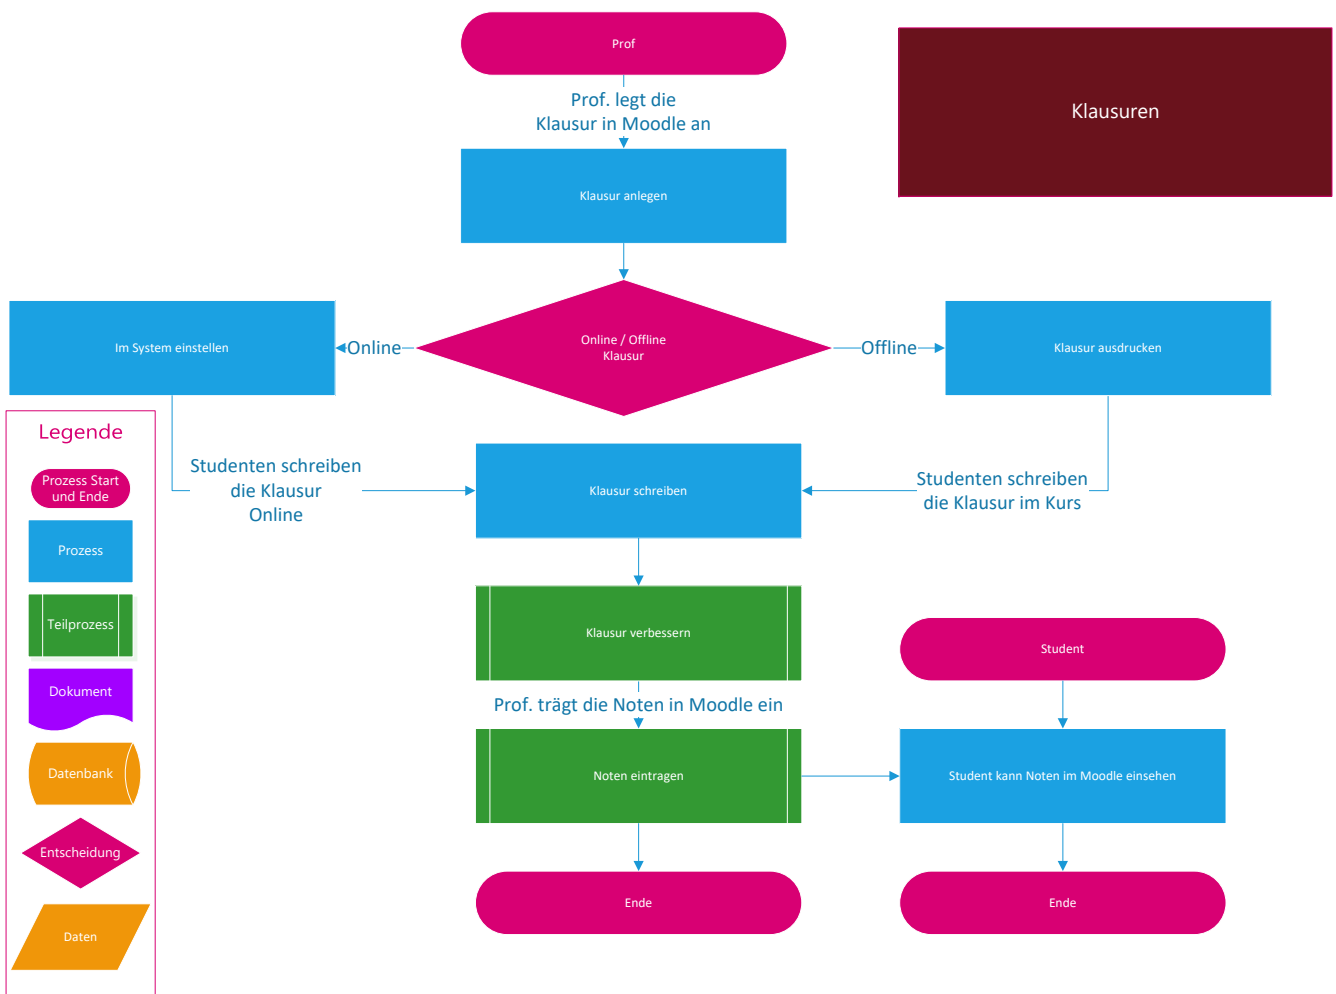 Prof
Klausuren
Prof. legt die
Klausur in Moodle an
Klausur anlegen
Im System einstellen
Online
Online / Offline
Klausur
Offline
Klausur ausdrucken
Legende
Prozess Start
und Ende
Prozess
Teilprozess
Dokument
Datenbank
Entscheidung
Daten
Studenten schreiben
die Klausur
Online
Klausur schreiben
Studenten schreiben
die Klausur im Kurs
Klausur verbessern
Student
Prof. trägt die Noten in Moodle ein
Noten eintragen
Student kann Noten im Moodle einsehen
Ende
Ende